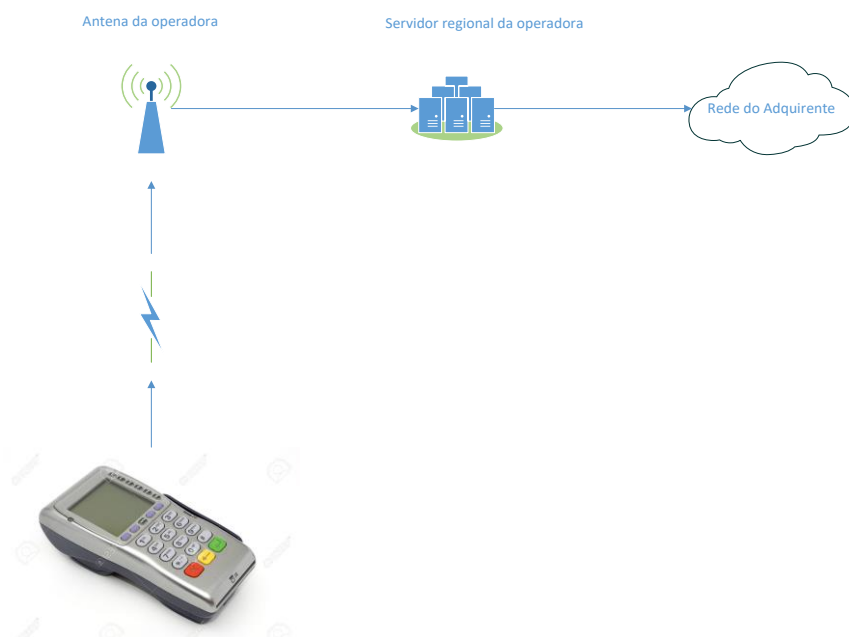 Antena da operadora
Servidor regional da operadora
Rede do Adquirente